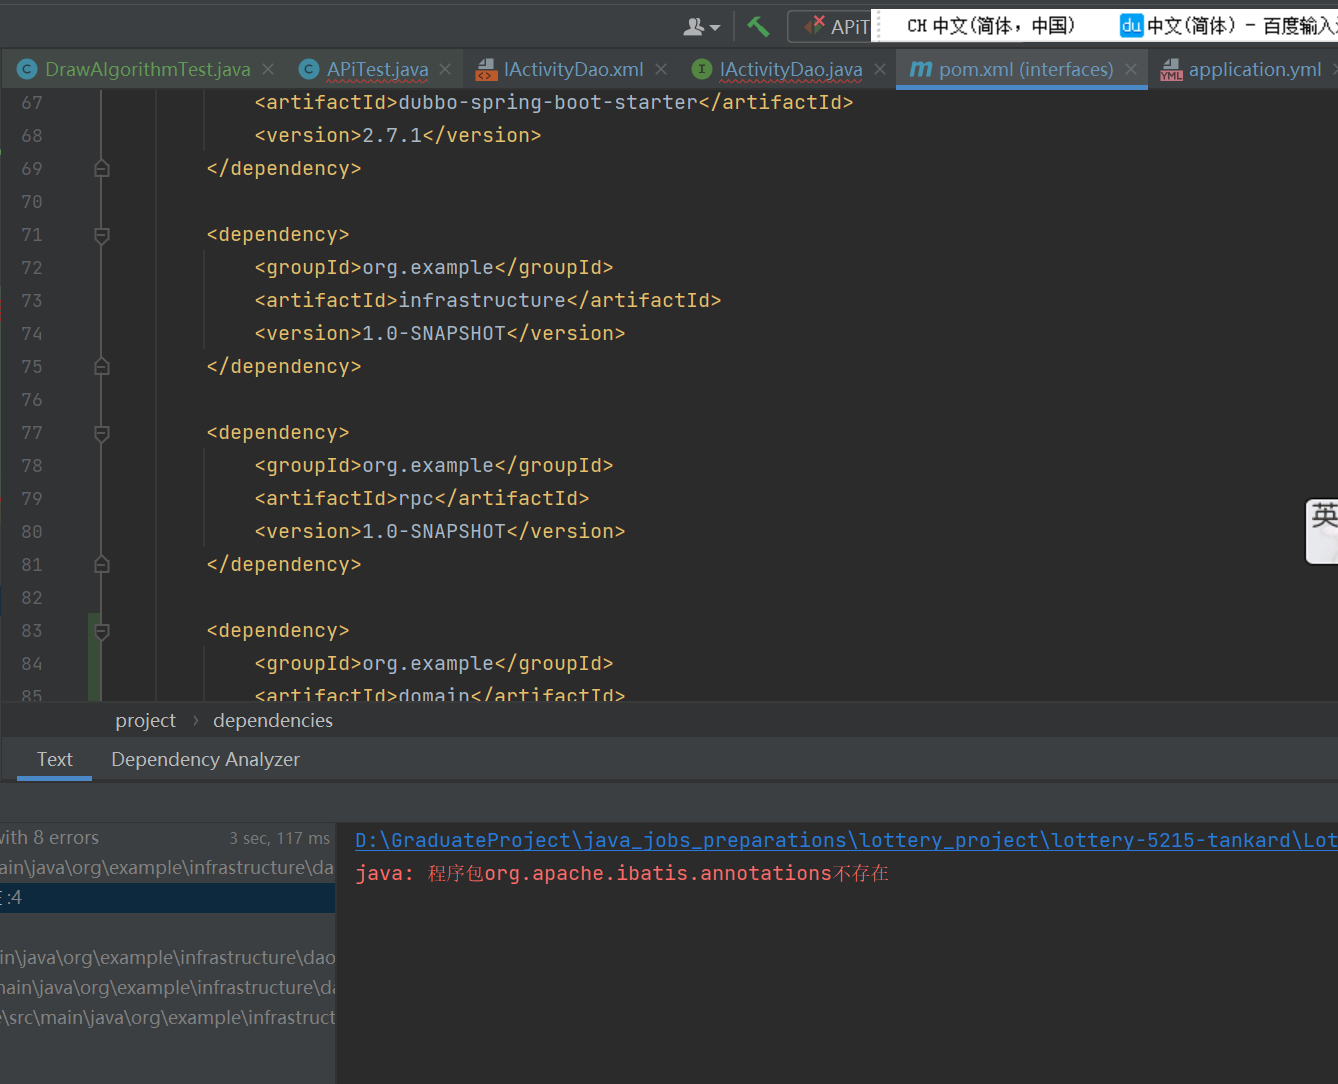 APiT
CH 中文(简体，中国)
du 中文(简体) - 百度输入
DrawAlgorithmTest.java
APiTest.java
IActivityDao.xml
IActivityDao.java
pom.xml (interfaces)
application.yml
67 <artifactId>dubbo-spring-boot-starter</artifactId>
68 <version>2.7.1</version>
69 </dependency>
70
71 <dependency>
72 <groupId>org.example</groupId>
73 <artifactId>infrastructure</artifactId>
74 <version>1.0-SNAPSHOT</version>
75 </dependency>
76
77 <dependency>
78 <groupId>org.example</groupId>
79 <artifactId>rpc</artifactId>
80 <version>1.0-SNAPSHOT</version>
81 </dependency>
82
83 <dependency>
84 <groupId>org.example</groupId>
85 <artifactId>domain</artifactId>
英
project › dependencies
Text Dependency Analyzer
with 8 errors 3 sec, 117 ms
ain\java\org\example\infrastructure\da
:4
in\java\org\example\infrastructure\dao
main\java\org\example\infrastructure\da
\src\main\java\org\example\infrastruct
D:\GraduateProject\java_jobs_preparations\lottery_project\lottery-5215-tankard\Lot
java: 程序包org.apache.ibatis.annotations不存在